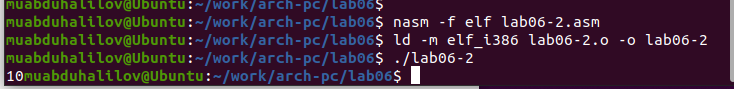 muabduhalilov@Ubuntu:~/work/arch-pc/lab06$
muabduhalilov@Ubuntu:~/work/arch-pc/lab06$ nasm -f elf lab06-2.asm
muabduhalilov@Ubuntu:~/work/arch-pc/lab06$ ld -m elf_i386 lab06-2.o -o lab06-2
muabduhalilov@Ubuntu:~/work/arch-pc/lab06$ ./lab06-2
10muabduhalilov@Ubuntu:~/work/arch-pc/lab06$